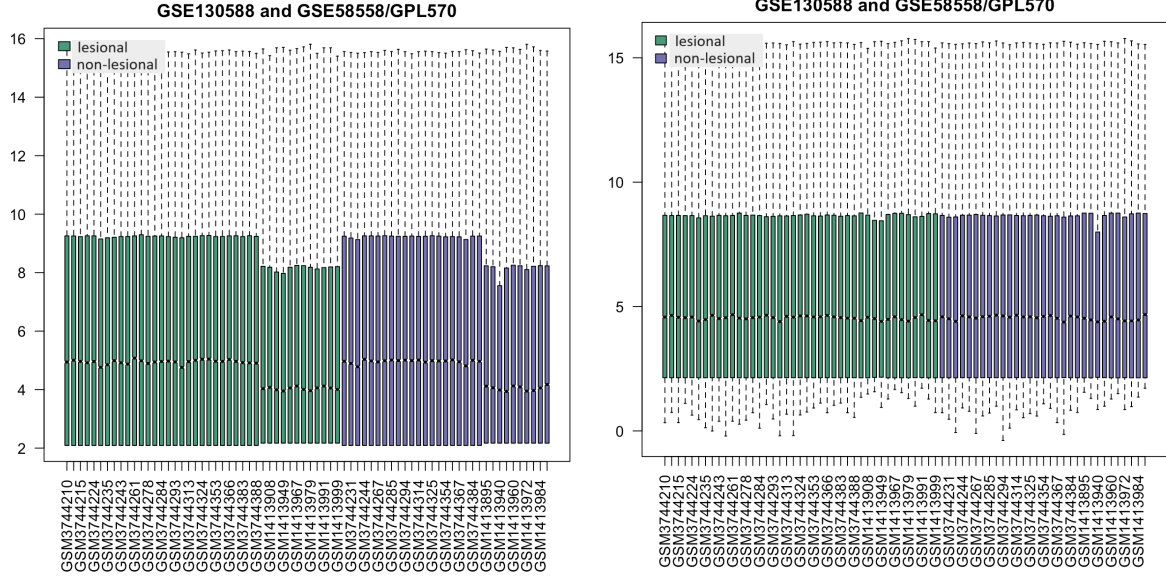 GSE130588 and GSE58558/GPL570
lesional
non-lesional
16
14
12
10
8
6
4
2
GSM3744210
GSM3744215
GSM3744224
GSM3744235
GSM3744243
GSM3744261
GSM3744278
GSM3744284
GSM3744293
GSM3744313
GSM3744324
GSM3744353
GSM3744366
GSM3744383
GSM3744388
GSM1413908
GSM1413949
GSM1413967
GSM1413979
GSM1413991
GSM1413999
GSM3744231
GSM3744244
GSM3744267
GSM3744285
GSM3744294
GSM3744314
GSM3744325
GSM3744354
GSM3744367
GSM3744384
GSM1413895
GSM1413940
GSM1413960
GSM1413972
GSM1413984
GSE130588 and GSE58558/GPL570
lesional
non-lesional
15
10
5
0
GSM3744210
GSM3744215
GSM3744224
GSM3744235
GSM3744243
GSM3744261
GSM3744278
GSM3744284
GSM3744293
GSM3744313
GSM3744324
GSM3744353
GSM3744366
GSM3744383
GSM3744388
GSM1413908
GSM1413949
GSM1413967
GSM1413979
GSM1413991
GSM1413999
GSM3744231
GSM3744244
GSM3744267
GSM3744285
GSM3744294
GSM3744314
GSM3744325
GSM3744354
GSM3744367
GSM3744384
GSM1413895
GSM1413940
GSM1413960
GSM1413972
GSM1413984